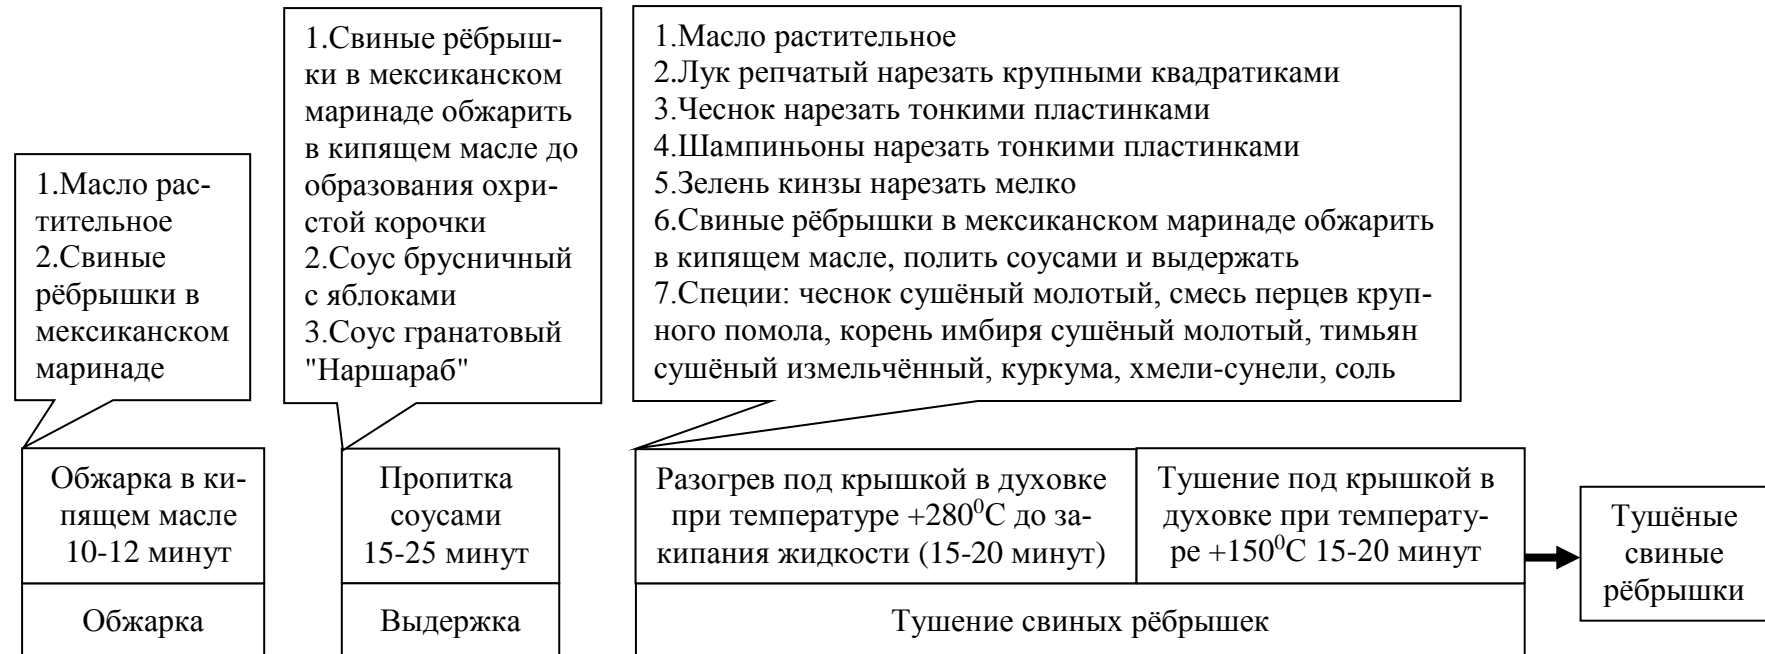 1.Масло рас-
тительное
2.Свиные
рёбрышки в
мексиканском
маринаде
1.Свиные рёбрыш-
ки в мексиканском
маринаде обжарить
в кипящем масле до
образования охри-
стой корочки
2.Соус брусничный
с яблоками
3.Соус гранатовый
"Наршараб"
1.Масло растительное
2.Лук репчатый нарезать крупными квадратиками
3.Чеснок нарезать тонкими пластинками
4.Шампиньоны нарезать тонкими пластинками
5.Зелень кинзы нарезать мелко
6.Свиные рёбрышки в мексиканском маринаде обжарить
в кипящем масле, полить соусами и выдержать
7.Специи: чеснок сушёный молотый, смесь перцев круп-
ного помола, корень имбиря сушёный молотый, тимьян
сушёный измельчённый, куркума, хмели-сунели, соль
Обжарка в ки-
пящем масле
10-12 минут
Обжарка
Пропитка
соусами
15-25 минут
Выдержка
Разогрев под крышкой в духовке
при температуре +280⁰С до за-
кипания жидкости (15-20 минут)
Тушение под крышкой в
духовке при температу-
ре +150⁰С 15-20 минут
Тушение свиных рёбрышек
Тушёные
свиные
рёбрышки